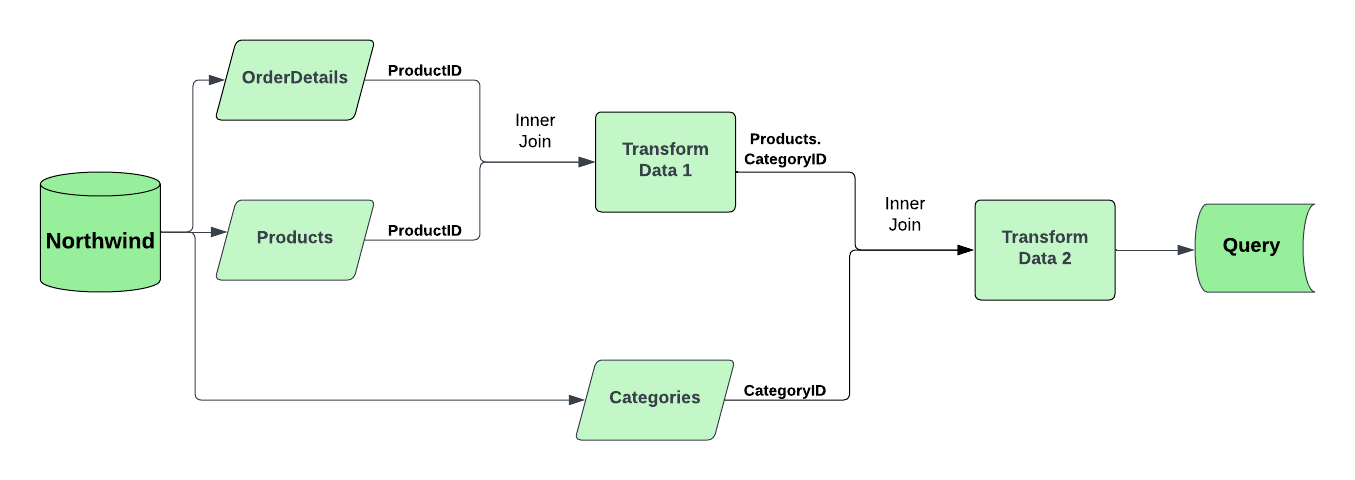 OrderDetails
ProductID
Inner
Join
Transform
Data 1
Products.
CategoryID
Northwind
Products
ProductID
Inner
Join
Transform
Data 2
Query
Categories
CategoryID